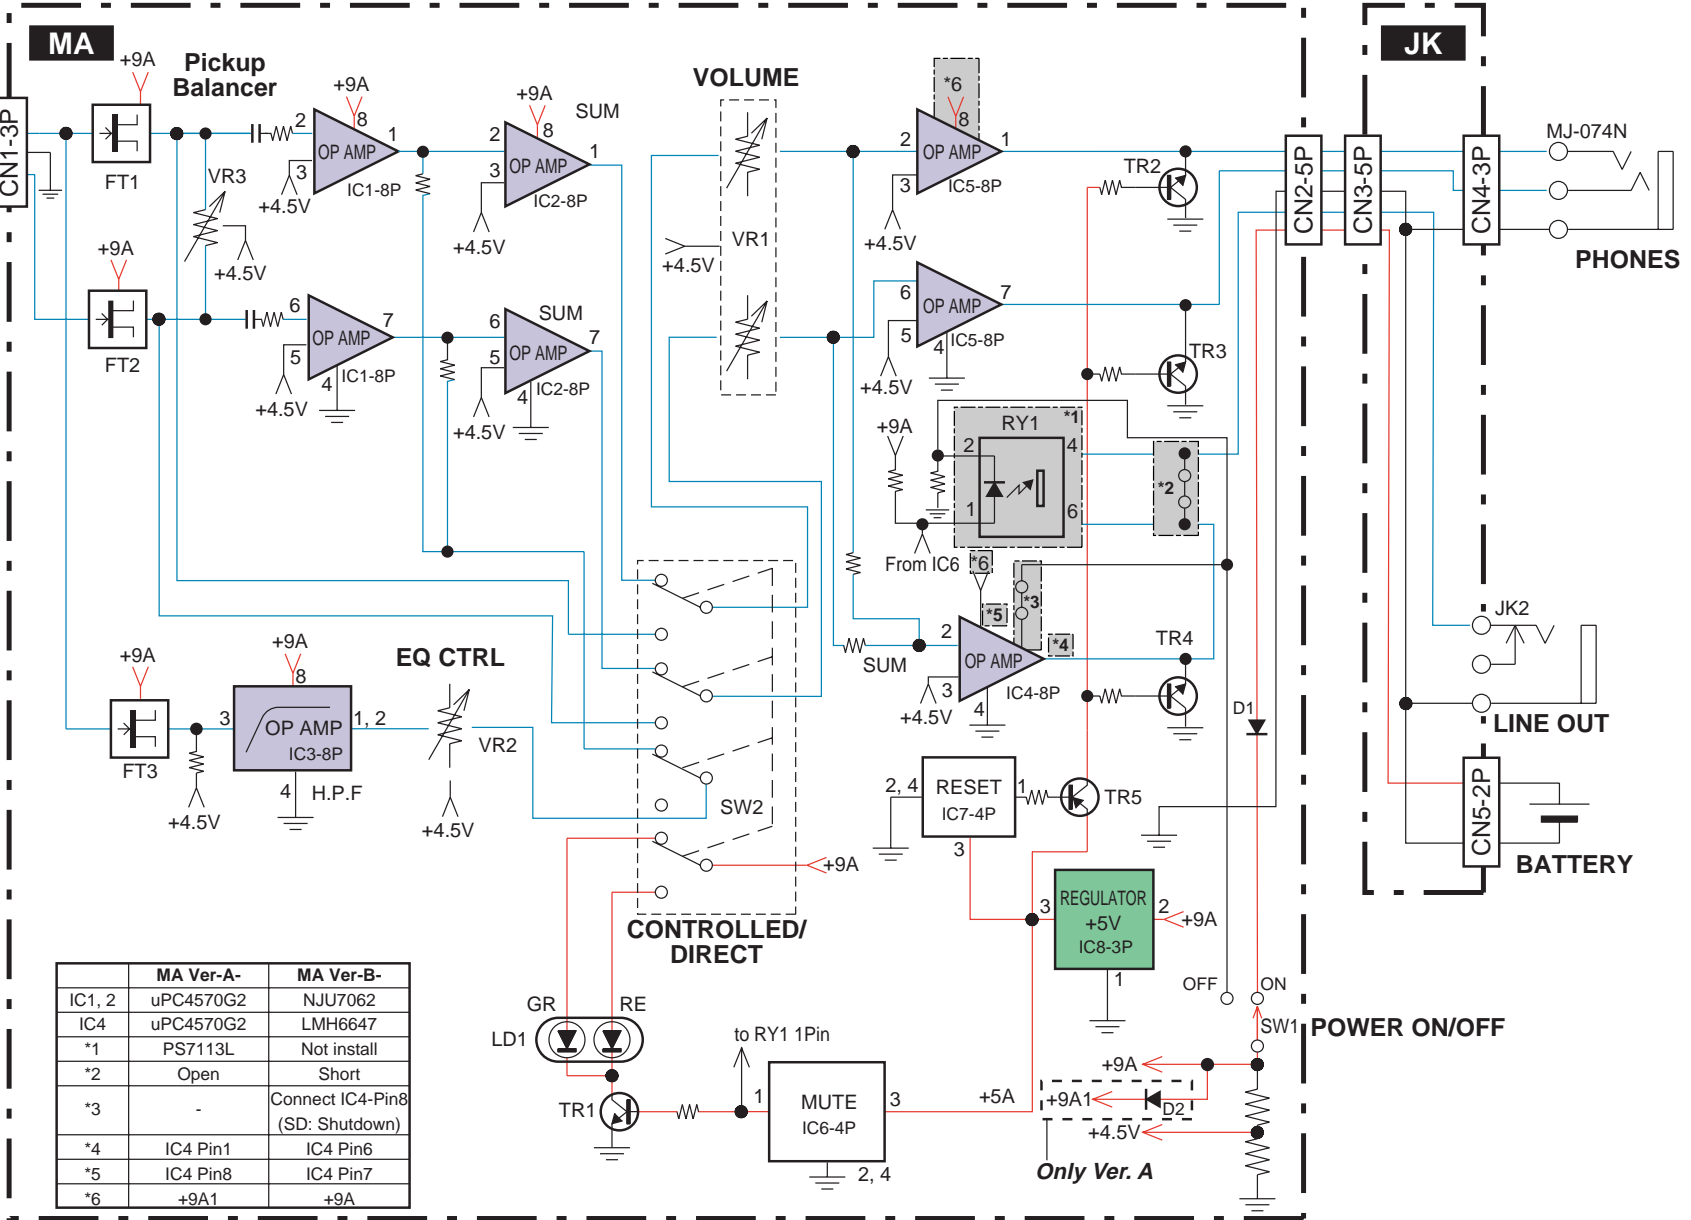 MA
JK
+9A
Pickup
Balancer
+9A
SUM
VOLUME
*6
MJ-074N
CN1-3P
FT1
VR3
2
8
1
OP AMP
3
IC1-8P
+4.5V
+4.5V
2
8
1
OP AMP
3
IC2-8P
+4.5V
VR1
+4.5V
2
8
1
OP AMP
3
IC5-8P
+4.5V
TR2
CN2-5P
CN3-5P
CN4-3P
PHONES
+9A
FT2
6
7
OP AMP
5
IC1-8P
4
+4.5V
SUM
6
7
OP AMP
5
IC2-8P
4
+4.5V
6
7
OP AMP
5
IC5-8P
4
+4.5V
TR3
+9A
RY1
*1
2
4
1
6
*2
From IC6
*6
*5
*3
*4
SUM
2
OP AMP
3
IC4-8P
4
+4.5V
TR4
JK2
LINE OUT
+9A
EQ CTRL
FT3
3
8
OP AMP
1, 2
IC3-8P
4
H.P.F
+4.5V
VR2
+4.5V
SW2
+9A
CONTROLLED/
DIRECT
D1
2, 4
RESET
1
IC7-4P
3
TR5
REGULATOR
3
+5V
2
+9A
IC8-3P
1
CN5-2P
BATTERY
OFF
ON
SW1
POWER ON/OFF
GR
RE
LD1
TR1
to RY1 1Pin
1
MUTE
3
IC6-4P
2, 4
+5A
+9A
+9A1
D2
+4.5V
Only Ver. A
MA Ver-A- MA Ver-B-
IC1, 2 uPC4570G2 NJU7062
IC4 uPC4570G2 LMH6647
*1 PS7113L Not install
*2 Open Short
*3 - Connect IC4-Pin8
(SD: Shutdown)
*4 IC4 Pin1 IC4 Pin6
*5 IC4 Pin8 IC4 Pin7
*6 +9A1 +9A